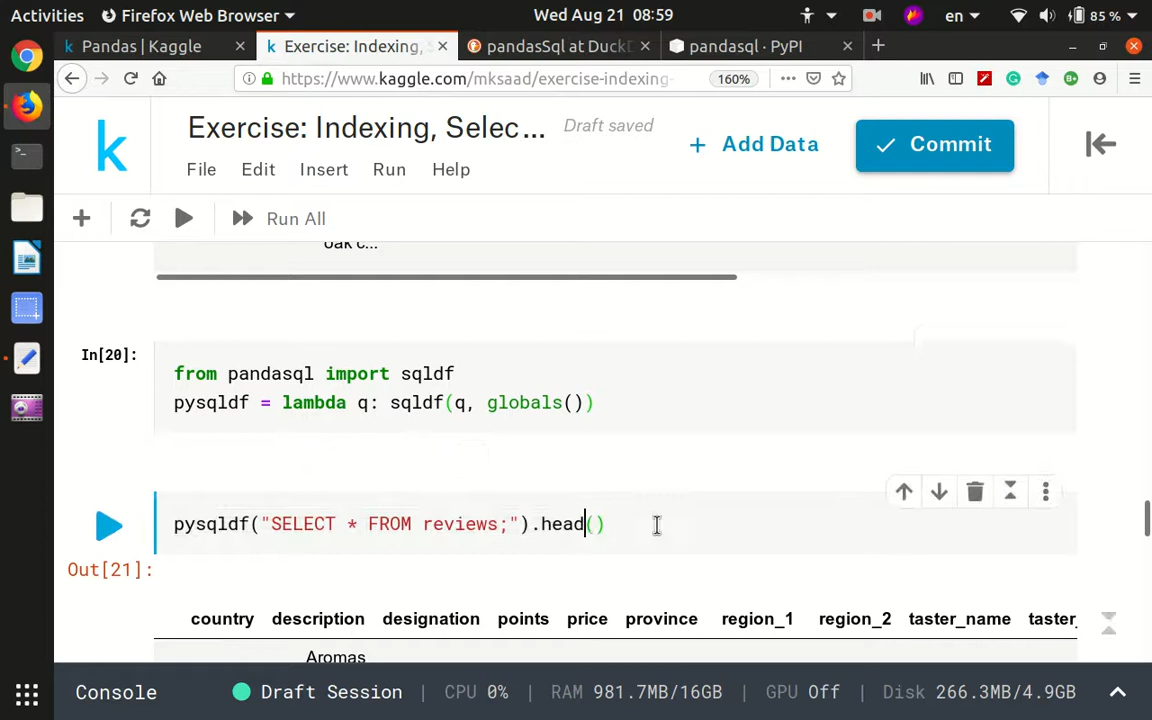 Activities Firefox Web Browser Wed Aug 21 08:59 en 85 %
k Pandas | Kaggle × k Exercise: Indexing, × pandasSql at DuckD × pandasql · PyPI × +
https://www.kaggle.com/mksaad/exercise-indexing- 160%
k Exercise: Indexing, Selec... Draft saved + Add Data Commit
File Edit Insert Run Help
Run All
oak c...
In[20]:
from pandasql import sqldf
pysqldf = lambda q: sqldf(q, globals())
pysqldf("SELECT * FROM reviews;").head()
Out[21]:
country description designation points price province region_1 region_2 taster_name taster_
Aromas
Console Draft Session | CPU 0% | RAM 981.7MB/16GB | GPU Off | Disk 266.3MB/4.9GB